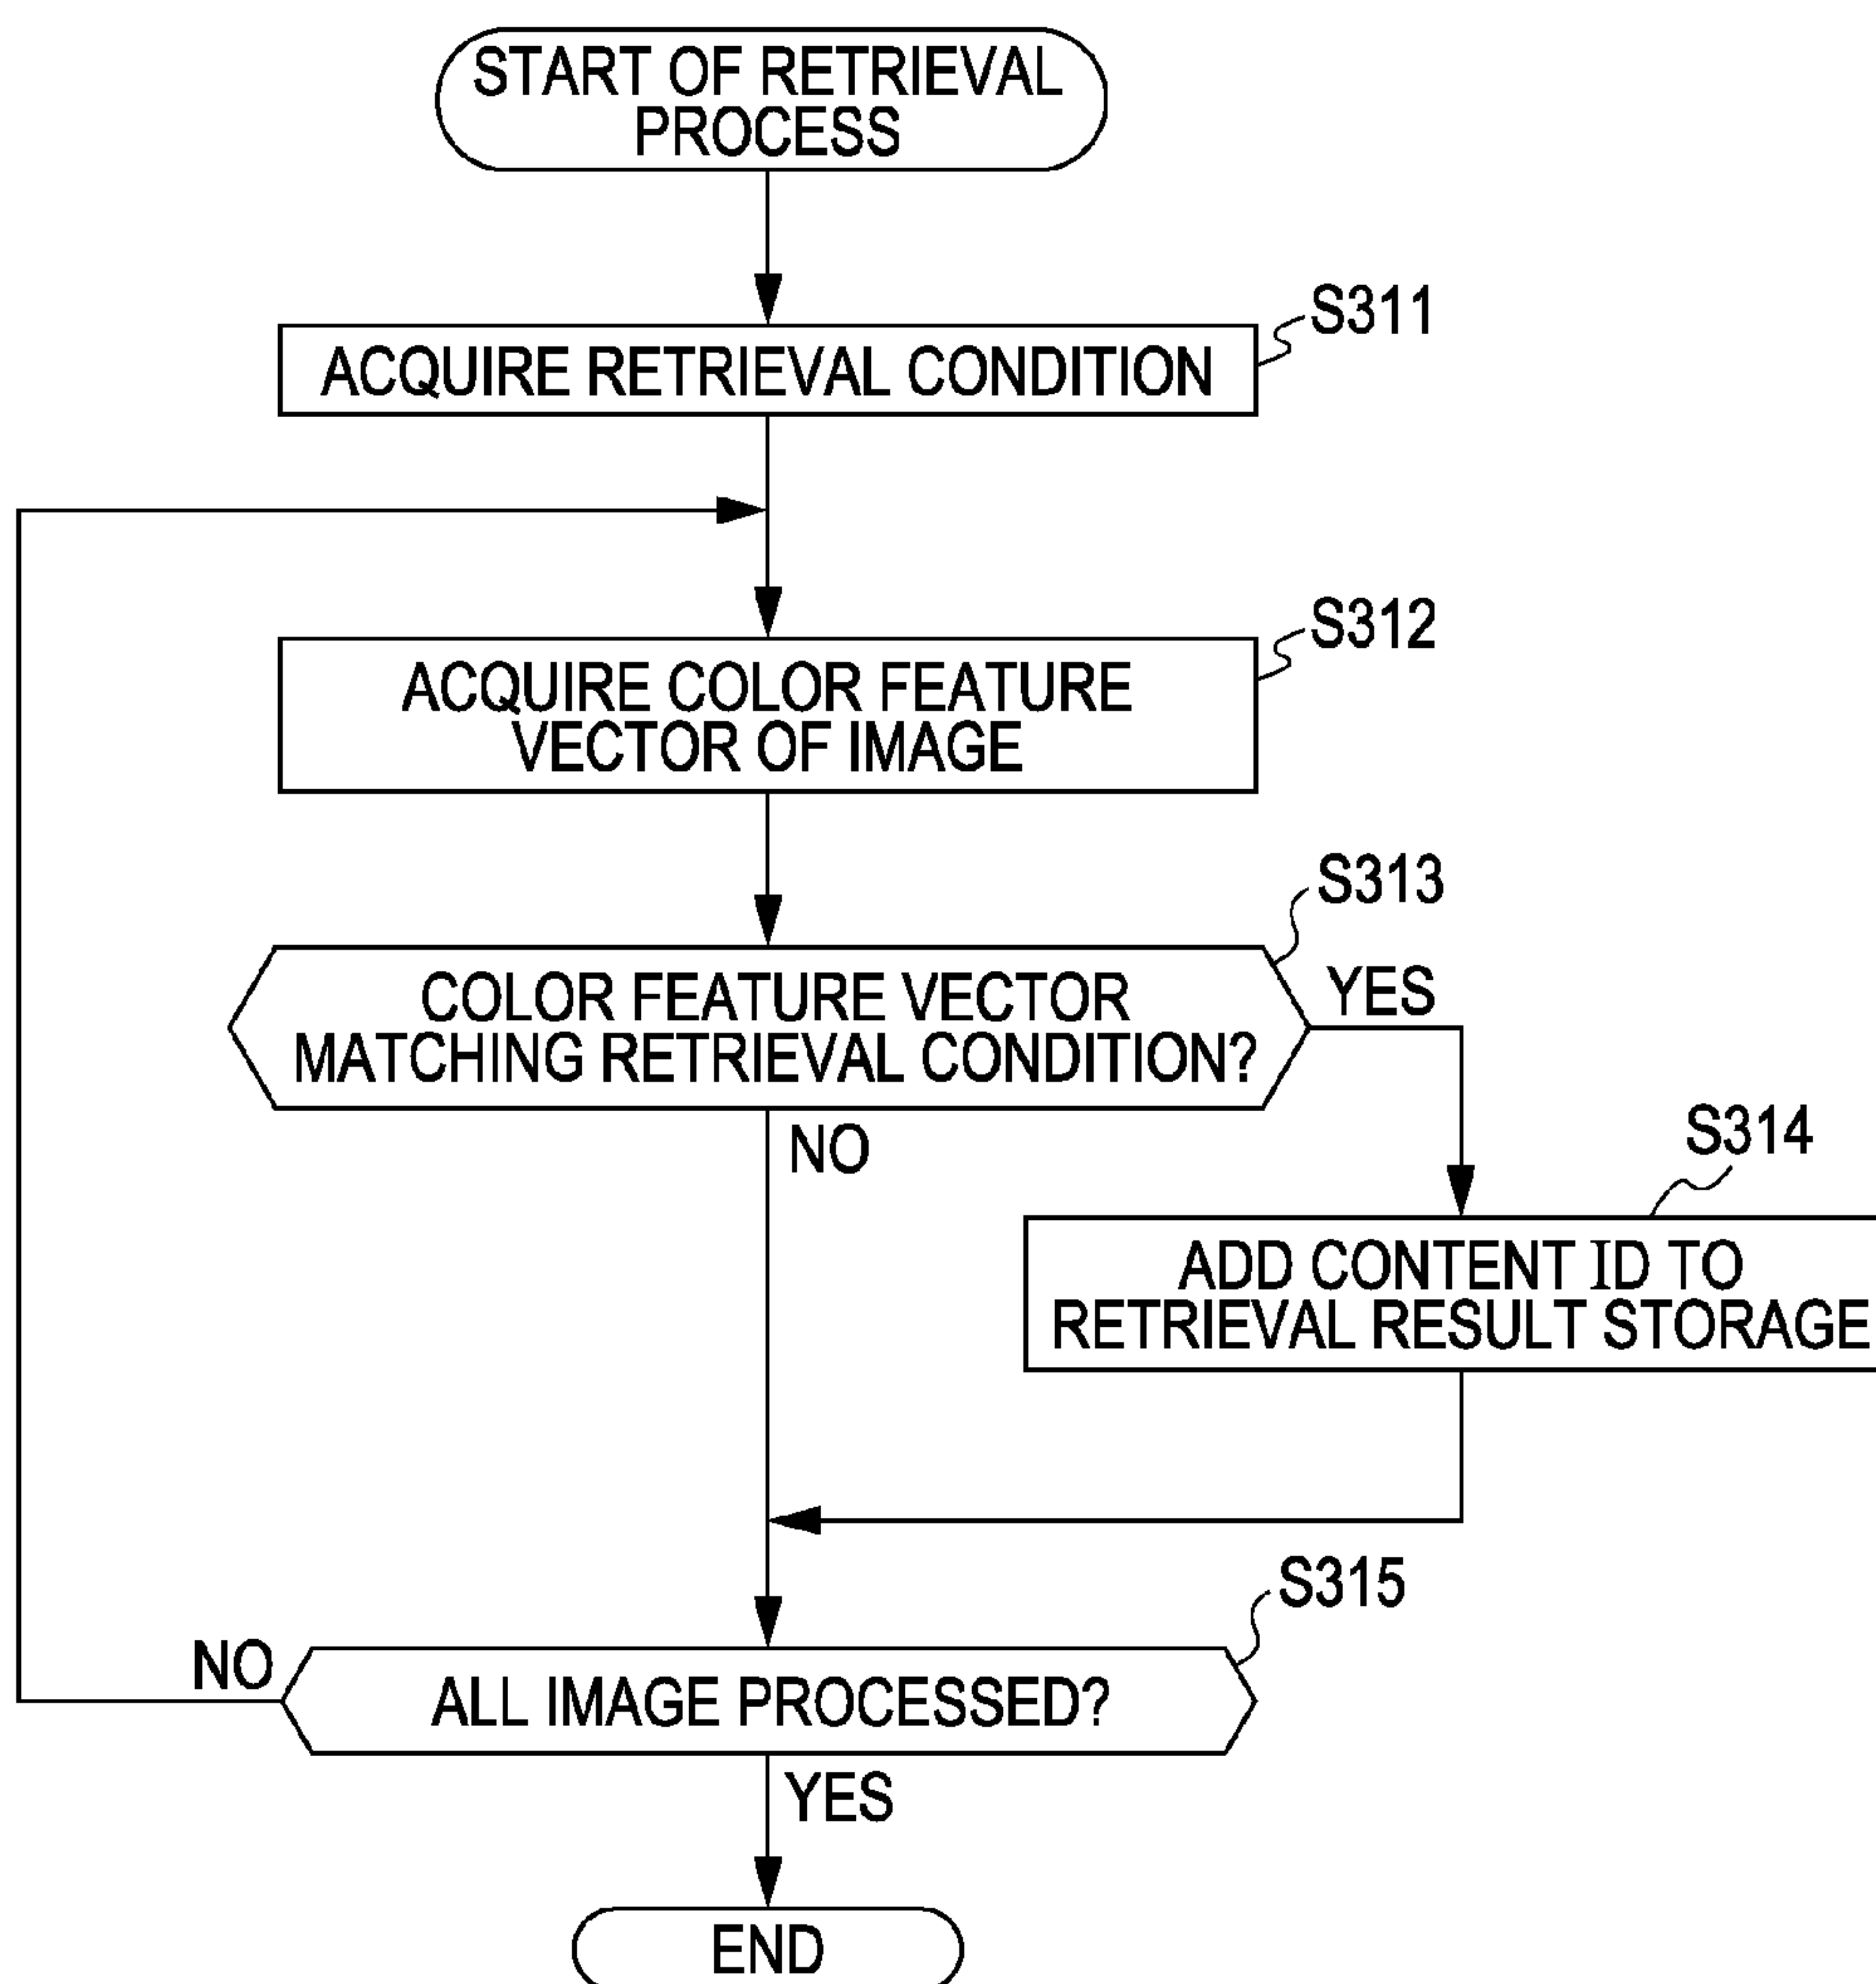 START OF RETRIEVAL
PROCESS
S311
ACQUIRE RETRIEVAL CONDITION
S312
ACQUIRE COLOR FEATURE
VECTOR OF IMAGE
S313
COLOR FEATURE VECTOR
MATCHING RETRIEVAL CONDITION?
YES
NO
S314
ADD CONTENT ID TO
RETRIEVAL RESULT STORAGE
S315
NO
ALL IMAGE PROCESSED?
YES
END